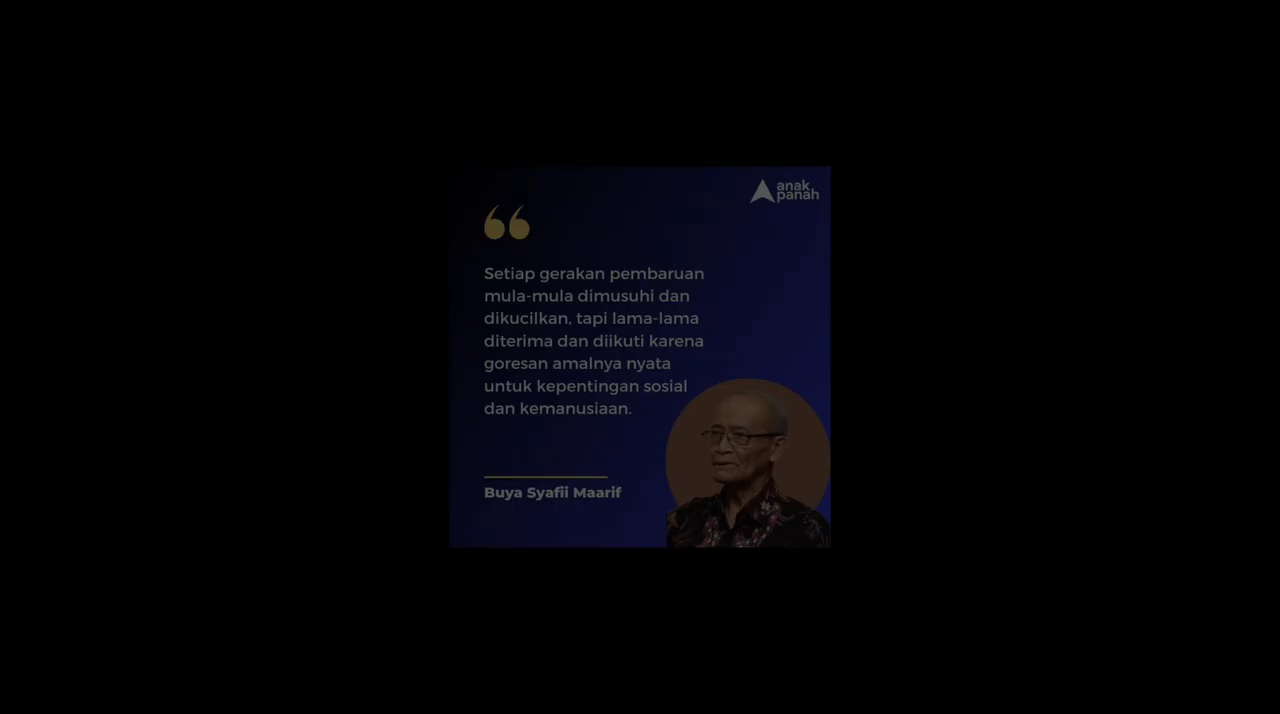 anak
panah
Setiap gerakan pembaruan
mula-mula dimusuhi dan
dikucilkan, tapi lama-lama
diterima dan diikuti karena
goresan amalnya nyata
untuk kepentingan sosial
dan kemanusiaan.
Buya Syafii Maarif